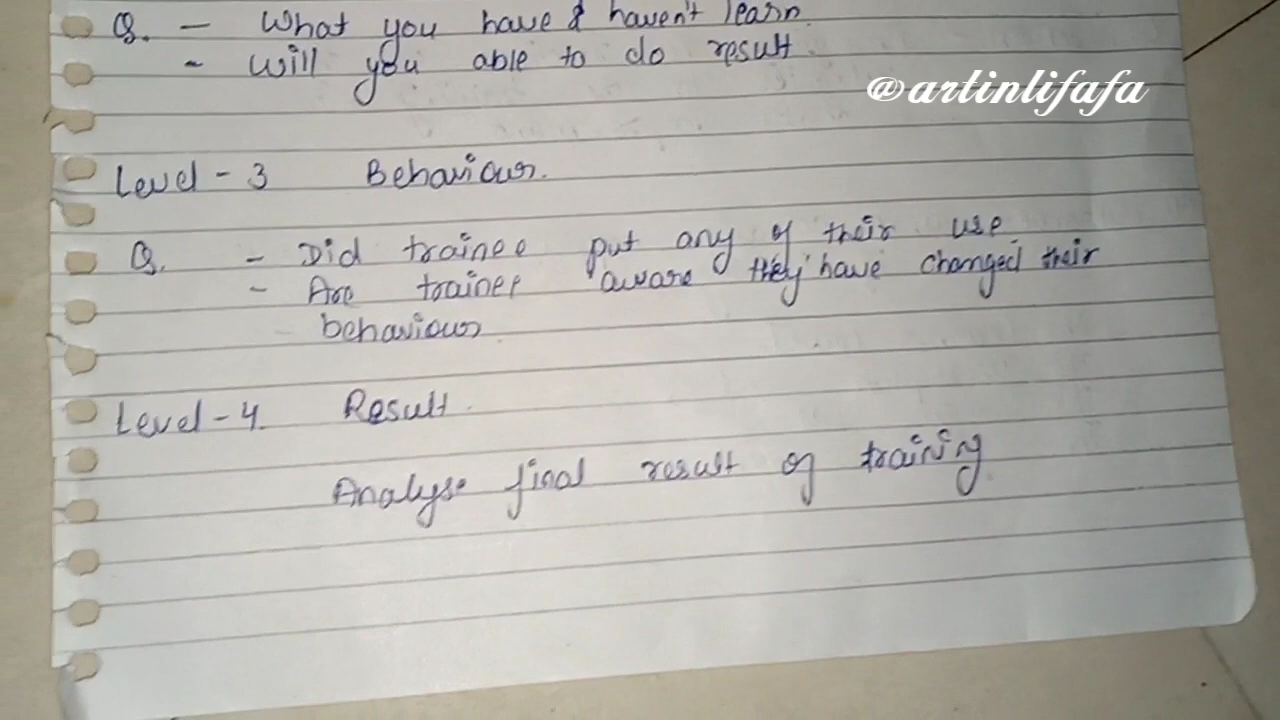 Q. - What you have & haven't learn.
- Will you able to do result.
@artinlifafa
Level - 3 Behaviour.
Q. - Did trainee put any of their use
- Are trainee aware they have changed their
behaviour
Level - 4. Result.
Analyse final result of training